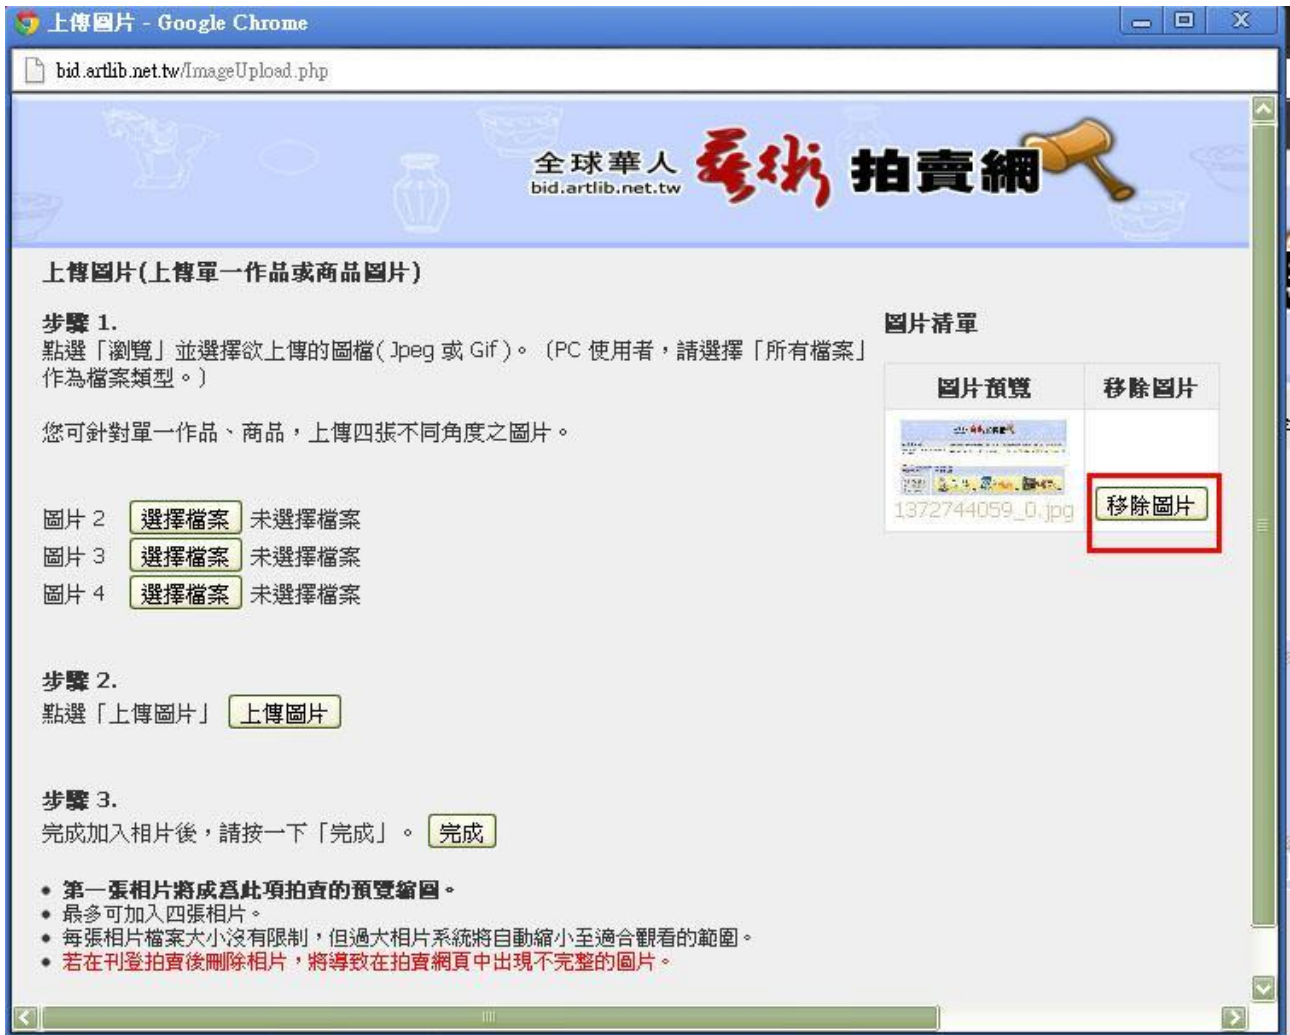 上傳圖片 - Google Chrome
bid.artlib.net.tw/ImageUpload.php
全球華人 藝術 拍賣網
bid.artlib.net.tw
上傳圖片(上傳單一作品或商品圖片)
步驟 1.
點選「瀏覽」並選擇欲上傳的圖檔( Jpeg 或 Gif )。（PC 使用者，請選擇「所有檔案」
作為檔案類型。）
您可針對單一作品、商品，上傳四張不同角度之圖片。
圖片 2 選擇檔案 未選擇檔案
圖片 3 選擇檔案 未選擇檔案
圖片 4 選擇檔案 未選擇檔案
步驟 2.
點選「上傳圖片」 上傳圖片
步驟 3.
完成加入相片後，請按一下「完成」。 完成
• 第一張相片將成為此項拍賣的預覽縮圖。
• 最多可加入四張相片。
• 每張相片檔案大小沒有限制，但過大相片系統將自動縮小至適合觀看的範圍。
• 若在刊登拍賣後刪除相片，將導致在拍賣網頁中出現不完整的圖片。
圖片清單
圖片預覽 移除圖片
1372744059_0.jpg 移除圖片